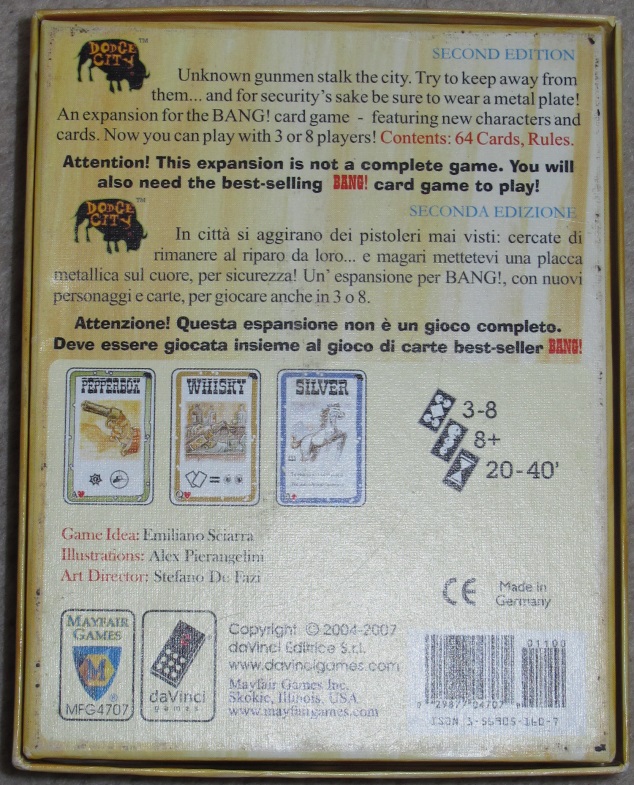 DODGE CITY™
SECOND EDITION
Unknown gunmen stalk the city. Try to keep away from
them... and for security's sake be sure to wear a metal plate!
An expansion for the BANG! card game - featuring new characters and
cards. Now you can play with 3 or 8 players! Contents: 64 Cards, Rules.
Attention! This expansion is not a complete game. You will
also need the best-selling BANG! card game to play!
DODGE CITY™
SECONDA EDIZIONE
In città si aggirano dei pistoleri mai visti: cercate di
rimanere al riparo da loro... e magari mettetevi una placca
metallica sul cuore, per sicurezza! Un' espansione per BANG!, con nuovi
personaggi e carte, per giocare anche in 3 o 8.
Attenzione! Questa espansione non è un gioco completo.
Deve essere giocata insieme al gioco di carte best-seller BANG!
PEPPERBOX
WHISKY
SILVER
A♥
Q♥ =
3-8
8+
20-40'
Game Idea: Emiliano Sciarra
Illustrations: Alex Pierangelini
Art Director: Stefano De Fazi
CE
Made in
Germany
MAYFAIR
GAMES
M
MFG4707
daVinci
games
Copyright © 2004-2007
daVinci Editrice S.r.l.
www.davincigames.com
Mayfair Games Inc.
Skokie, Illinois, USA
www.mayfairgames.com
01100
29877 04707